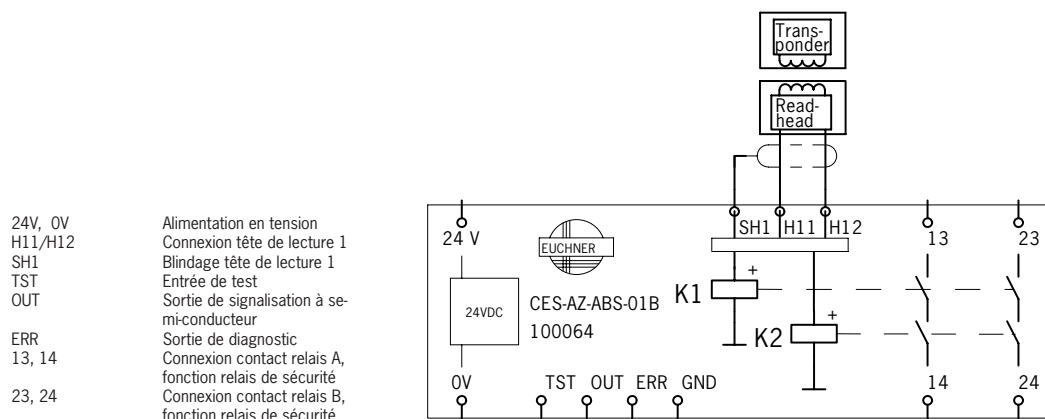 Trans-
ponder
Read-
head
24V, 0V Alimentation en tension
H11/H12 Connexion tête de lecture 1
SH1 Blindage tête de lecture 1
TST Entrée de test
OUT Sortie de signalisation à se-
mi-conducteur
ERR Sortie de diagnostic
13, 14 Connexion contact relais A,
fonction relais de sécurité
23, 24 Connexion contact relais B,
fonction relais de sécurité
24 V
EUCHNER
SH1 H11 H12
13 23
24VDC
CES-AZ-ABS-01B
100064
K1 +
K2 +
0V TST OUT ERR GND 14 24